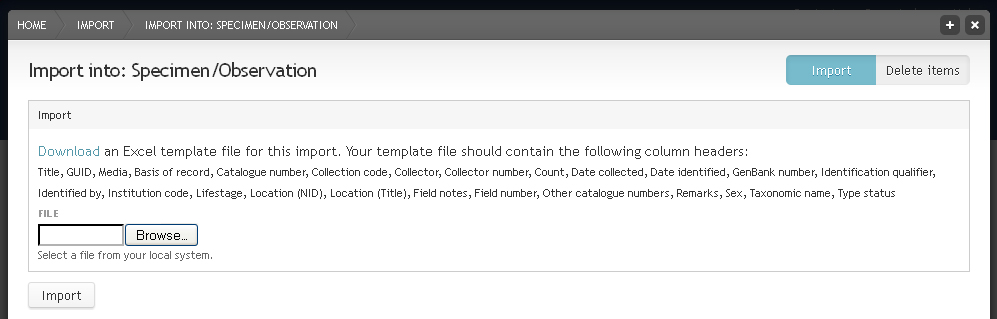 HOME IMPORT IMPORT INTO: SPECIMEN/OBSERVATION
Import into: Specimen/Observation
Import Delete items
Import
Download an Excel template file for this import. Your template file should contain the following column headers:
Title, GUID, Media, Basis of record, Catalogue number, Collection code, Collector, Collector number, Count, Date collected, Date identified, GenBank number, Identification qualifier,
Identified by, Institution code, Lifestage, Location (NID), Location (Title), Field notes, Field number, Other catalogue numbers, Remarks, Sex, Taxonomic name, Type status
FILE
Browse...
Select a file from your local system.
Import